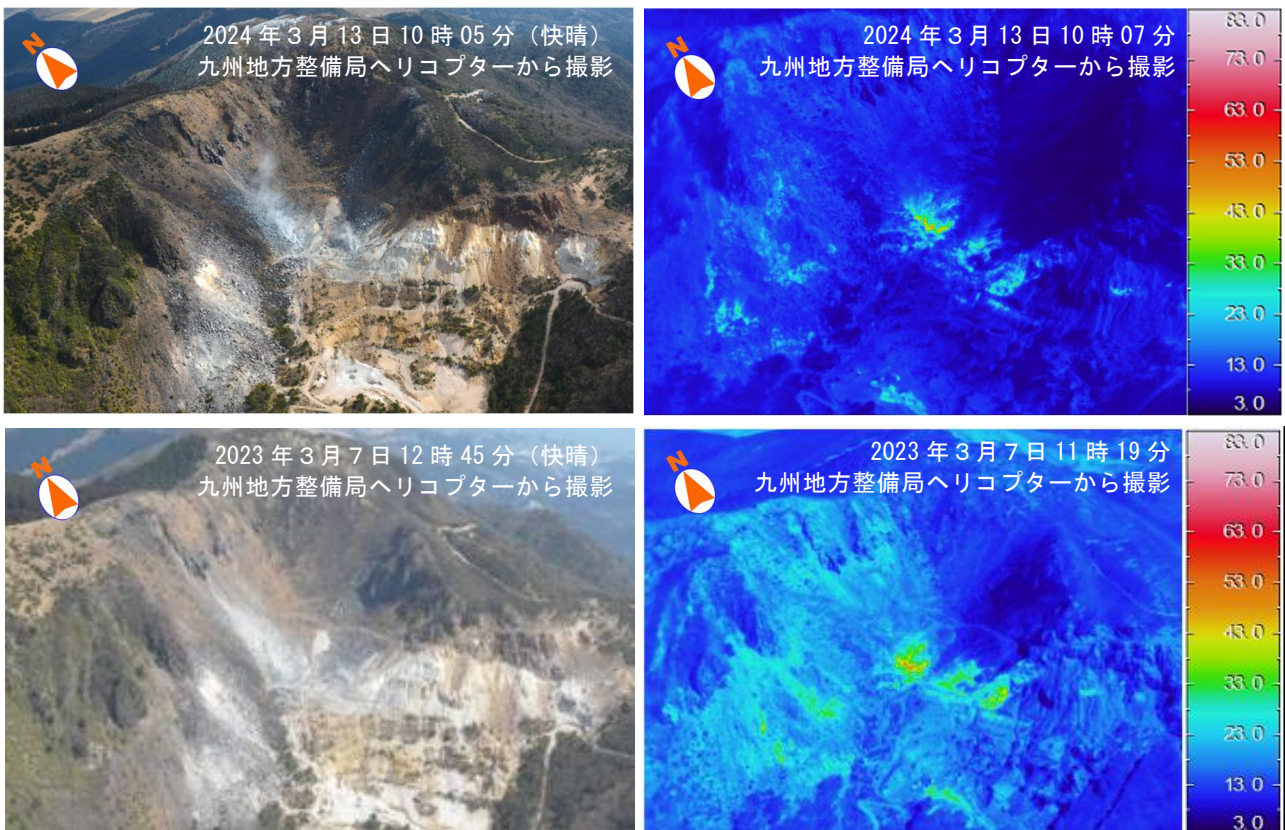 N
2024年３月13日10時05分（快晴）
九州地方整備局ヘリコプターから撮影
N
2024年３月13日10時07分
九州地方整備局ヘリコプターから撮影
83.0
73.0
63.0
53.0
43.0
33.0
23.0
13.0
3.0
N
2023年３月７日12時45分（快晴）
九州地方整備局ヘリコプターから撮影
N
2023年３月７日11時19分
九州地方整備局ヘリコプターから撮影
83.0
73.0
63.0
53.0
43.0
33.0
23.0
13.0
3.0